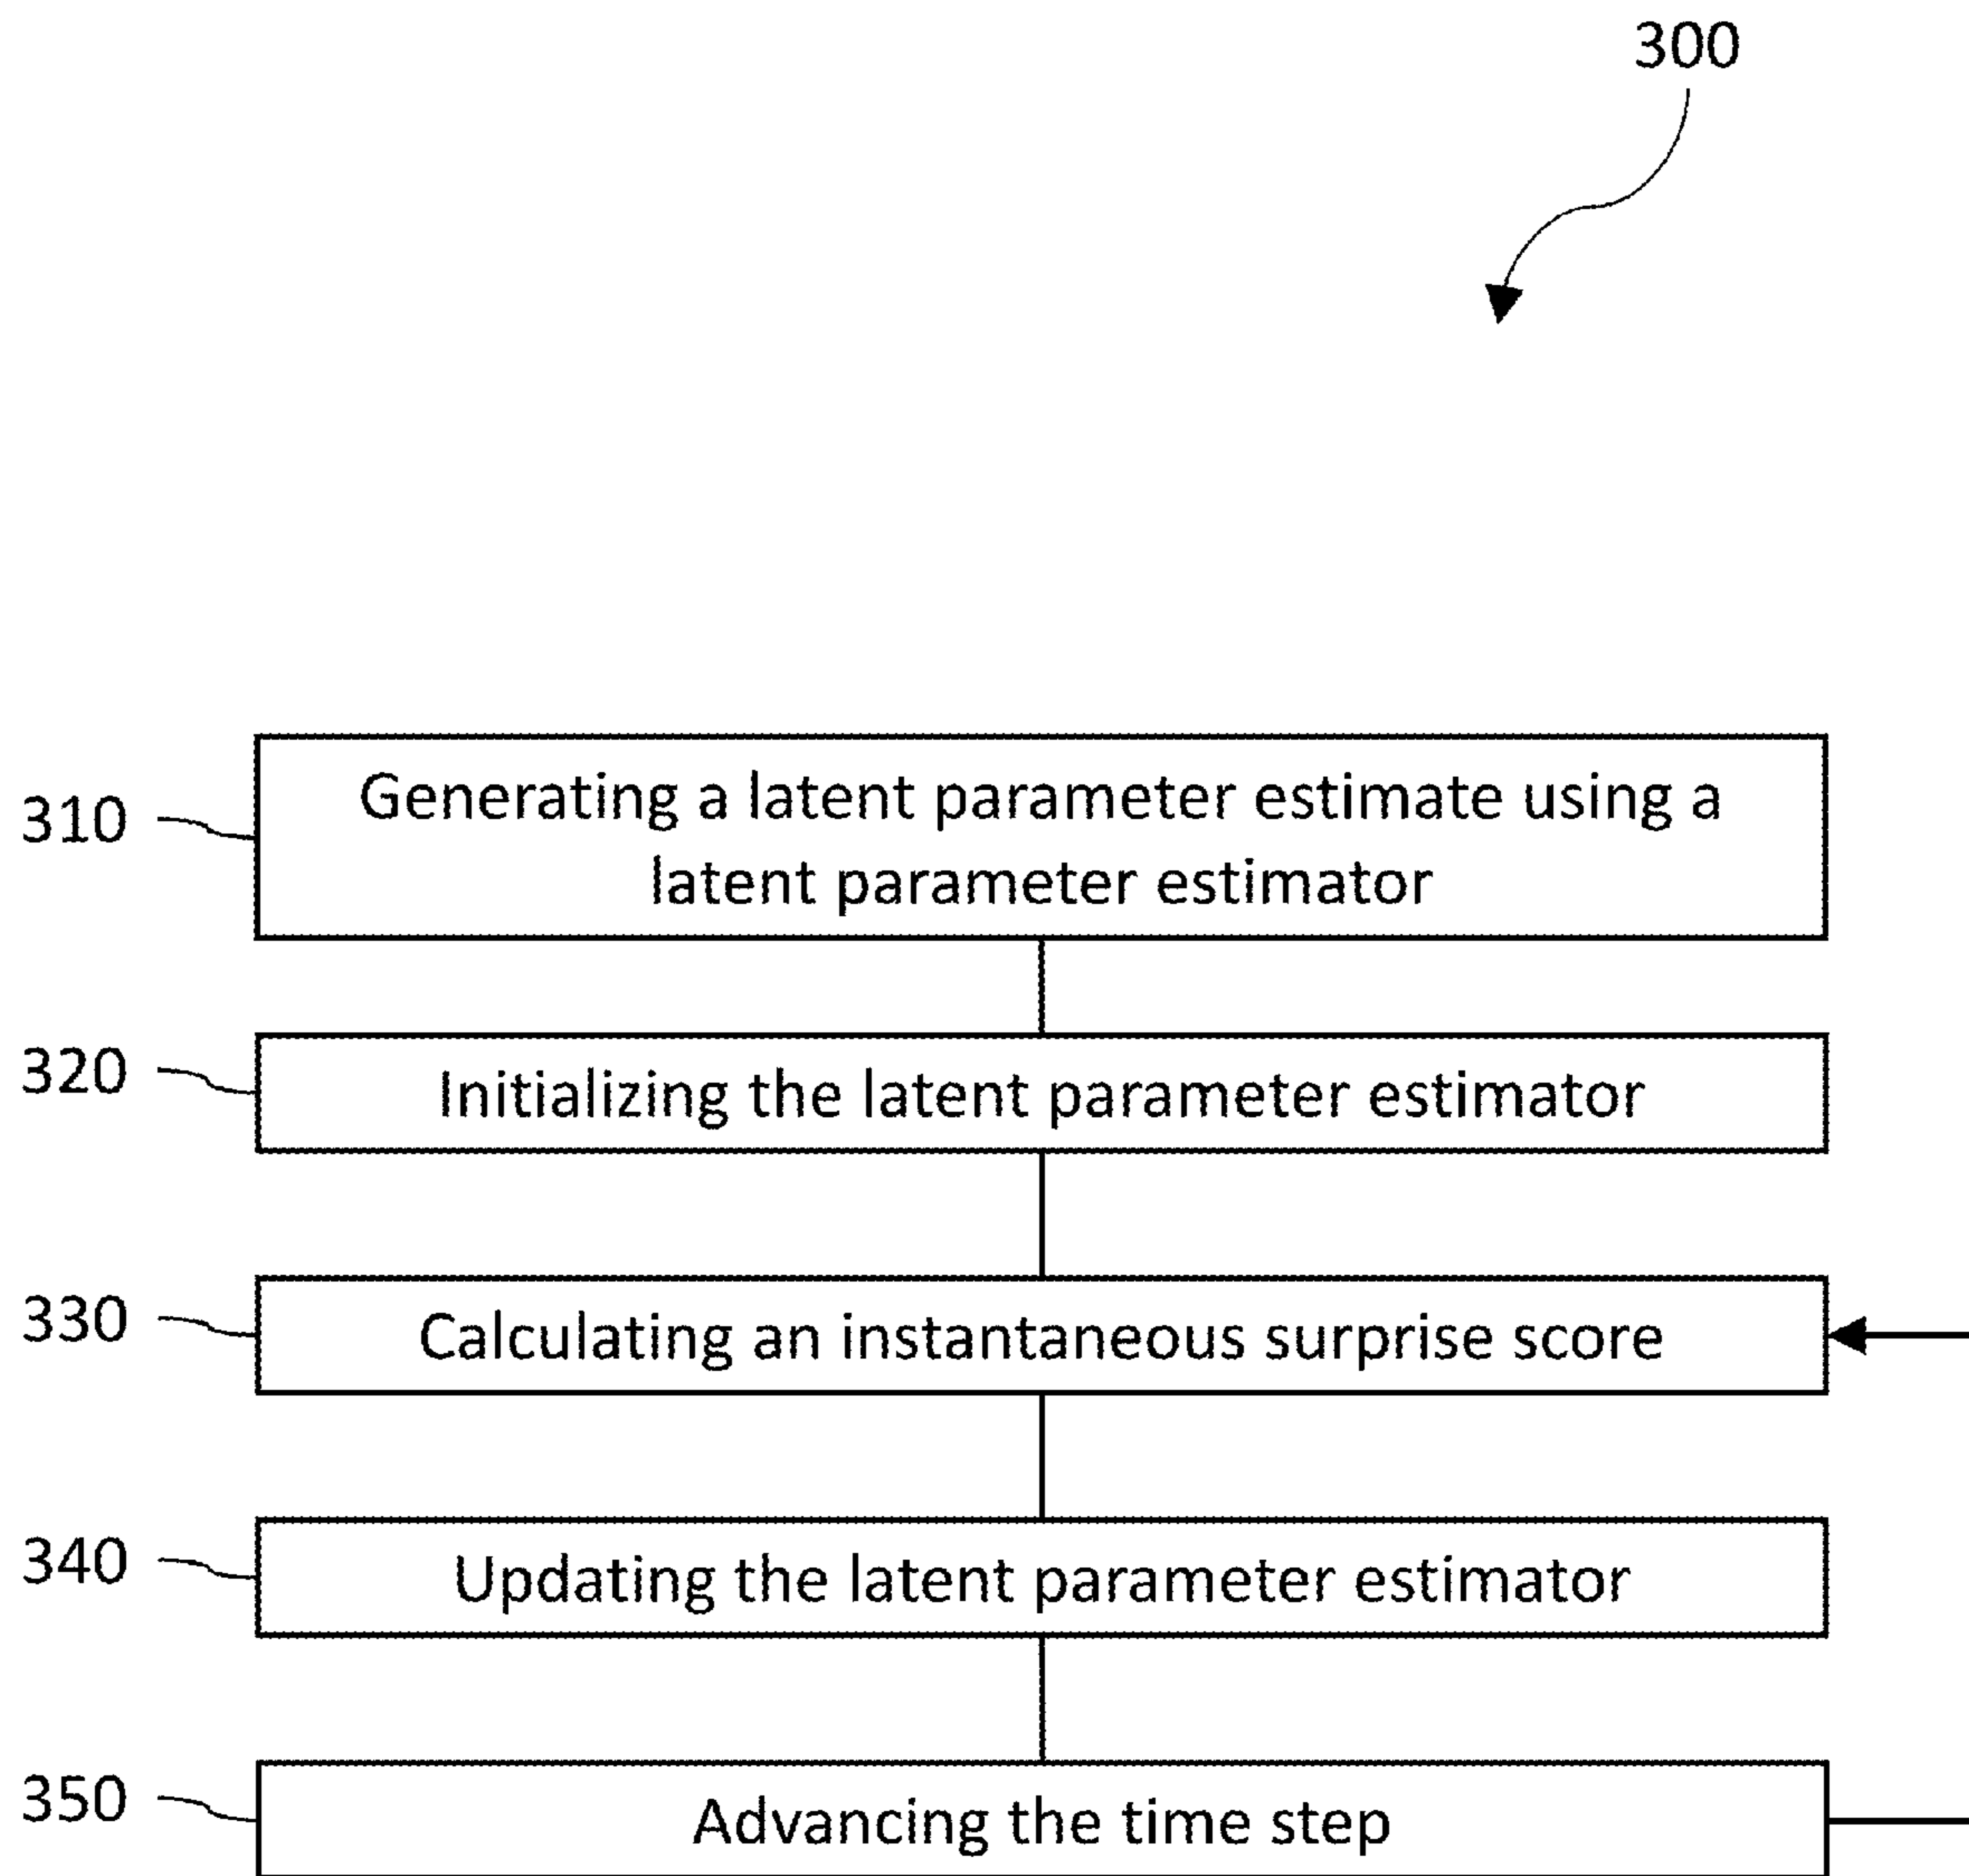 300
310
Generating a latent parameter estimate using a
latent parameter estimator
320
Initializing the latent parameter estimator
330
Calculating an instantaneous surprise score
340
Updating the latent parameter estimator
350
Advancing the time step